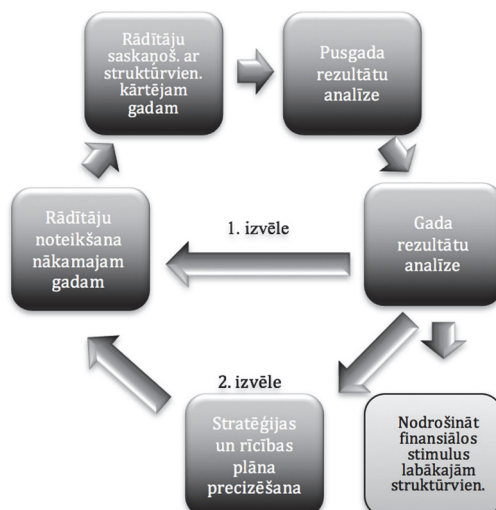 Rādītāju
saskaņoš. ar
struktūrvien.
kārtējam
gadam
Pusgada
rezultātu
analīze
Rādītāju
noteikšana
nākamajam
gadam
1. izvēle
Gada
rezultātu
analīze
2. izvēle
Stratēģijas
un rīcības
plāna
precizēšana
Nodrošināt
finansiālos
stimulus
labākajām
struktūrvien.